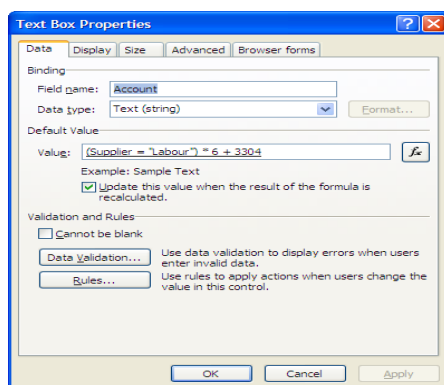 Text Box Properties
Data Display Size Advanced Browser forms
Binding
Field name: Account
Data type: Text (string) Format...
Default Value
Value: (Supplier = "Labour") * 6 + 3304 fx
Example: Sample Text
Update this value when the result of the formula is
recalculated.
Validation and Rules
Cannot be blank
Data Validation... Use data validation to display errors when users
enter invalid data.
Rules... Use rules to apply actions when users change the
value in this control.
OK Cancel Apply